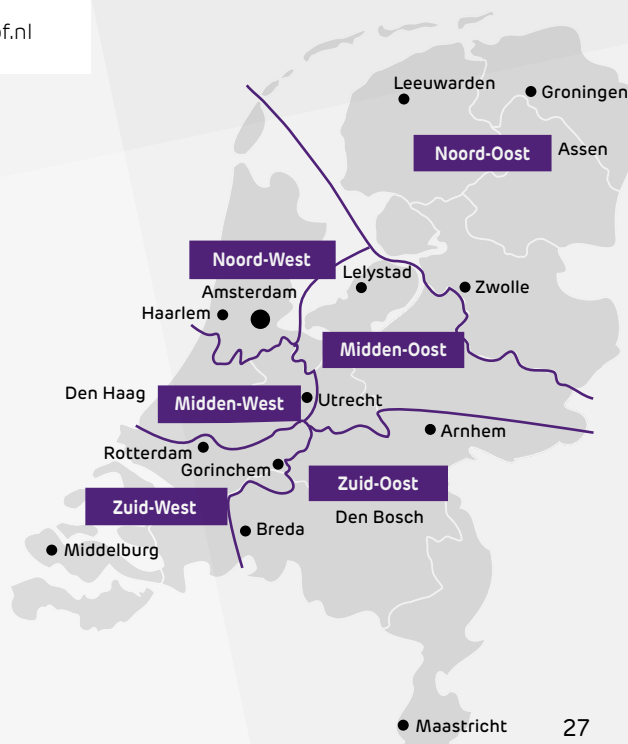 of.nl
Leeuwarden
Groningen
Noord-Oost
Assen
Noord-West
Lelystad
Amsterdam
Zwolle
Haarlem
Midden-Oost
Den Haag
Midden-West
Utrecht
Arnhem
Rotterdam
Gorinchem
Zuid-Oost
Zuid-West
Den Bosch
Breda
Middelburg
Maastricht
27